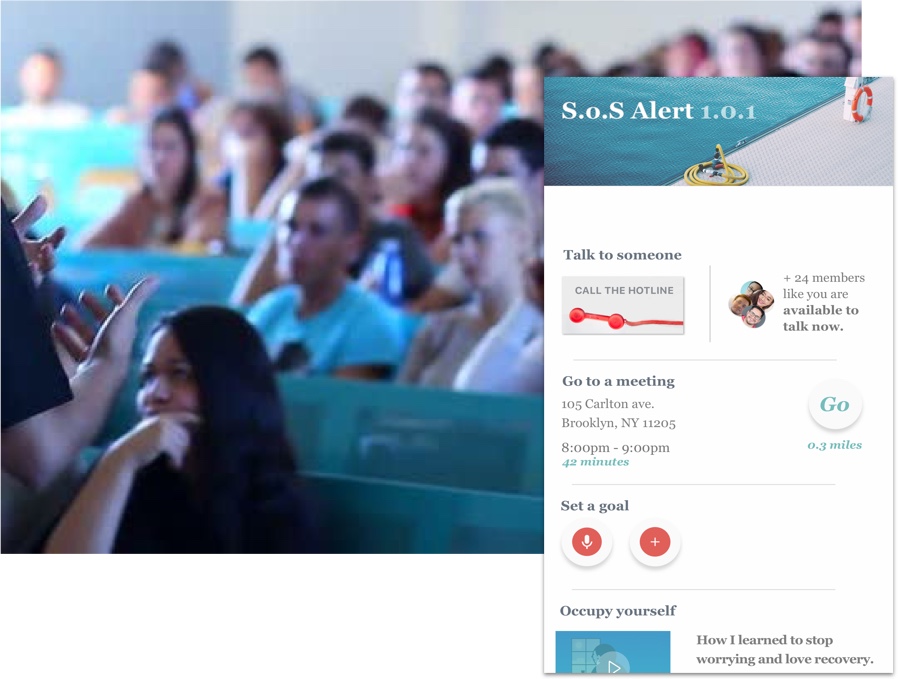 S.o.S Alert 1.0.1
Talk to someone
CALL THE HOTLINE
+ 24 members
like you are
available to
talk now.
Go to a meeting
105 Carlton ave.
Brooklyn, NY 11205
8:00pm - 9:00pm
42 minutes
Go
0.3 miles
Set a goal
Occupy yourself
How I learned to stop
worrying and love recovery.